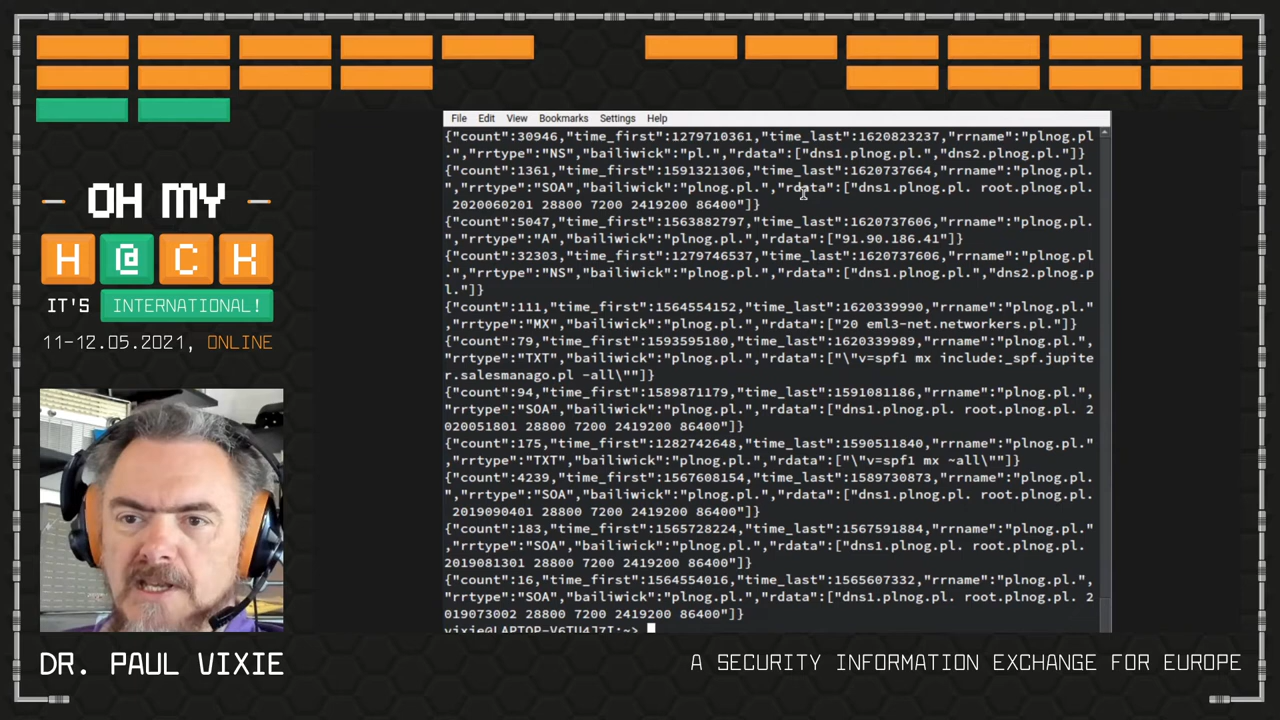 OH MY
H@CK
IT'S INTERNATIONAL!
11-12.05.2021, ONLINE
File Edit View Bookmarks Settings Help
{"count":30946,"time_first":1279710361,"time_last":1620823237,"rrname":"plnog.pl
.","rrtype":"NS","bailiwick":"pl.","rdata":["dns1.plnog.pl.","dns2.plnog.pl."]}
{"count":1361,"time_first":1591321306,"time_last":1620737664,"rrname":"plnog.pl.
","rrtype":"SOA","bailiwick":"plnog.pl.","rdata":["dns1.plnog.pl. root.plnog.pl.
 2020060201 28800 7200 2419200 86400"]}
{"count":5047,"time_first":1563882797,"time_last":1620737606,"rrname":"plnog.pl.
","rrtype":"A","bailiwick":"plnog.pl.","rdata":["91.90.186.41"]}
{"count":32303,"time_first":1279746537,"time_last":1620737606,"rrname":"plnog.pl
.","rrtype":"NS","bailiwick":"plnog.pl.","rdata":["dns1.plnog.pl.","dns2.plnog.p
l."]}
{"count":111,"time_first":1564554152,"time_last":1620339990,"rrname":"plnog.pl.",
"rrtype":"MX","bailiwick":"plnog.pl.","rdata":["20 eml3-net.networkers.pl."]}
{"count":79,"time_first":1593595180,"time_last":1620339989,"rrname":"plnog.pl.",
"rrtype":"TXT","bailiwick":"plnog.pl.","rdata":["\"v=spf1 mx include:_spf.jupite
r.salesmanago.pl -all\""]}
{"count":94,"time_first":1589871179,"time_last":1591081186,"rrname":"plnog.pl.",
"rrtype":"SOA","bailiwick":"plnog.pl.","rdata":["dns1.plnog.pl. root.plnog.pl. 2
020051801 28800 7200 2419200 86400"]}
{"count":175,"time_first":1282742648,"time_last":1590511840,"rrname":"plnog.pl."
,"rrtype":"TXT","bailiwick":"plnog.pl.","rdata":["\"v=spf1 mx ~all\""]}
{"count":4239,"time_first":1567608154,"time_last":1589730873,"rrname":"plnog.pl.
","rrtype":"SOA","bailiwick":"plnog.pl.","rdata":["dns1.plnog.pl. root.plnog.pl.
 2019090401 28800 7200 2419200 86400"]}
{"count":183,"time_first":1565728224,"time_last":1567591884,"rrname":"plnog.pl."
,"rrtype":"SOA","bailiwick":"plnog.pl.","rdata":["dns1.plnog.pl. root.plnog.pl. 
2019081301 28800 7200 2419200 86400"]}
{"count":16,"time_first":1564554016,"time_last":1565607332,"rrname":"plnog.pl.",
"rrtype":"SOA","bailiwick":"plnog.pl.","rdata":["dns1.plnog.pl. root.plnog.pl. 2
019073002 28800 7200 2419200 86400"]}
vixie@LAPTOP-V6TU4J7I:~>
DR. PAUL VIXIE
A SECURITY INFORMATION EXCHANGE FOR EUROPE